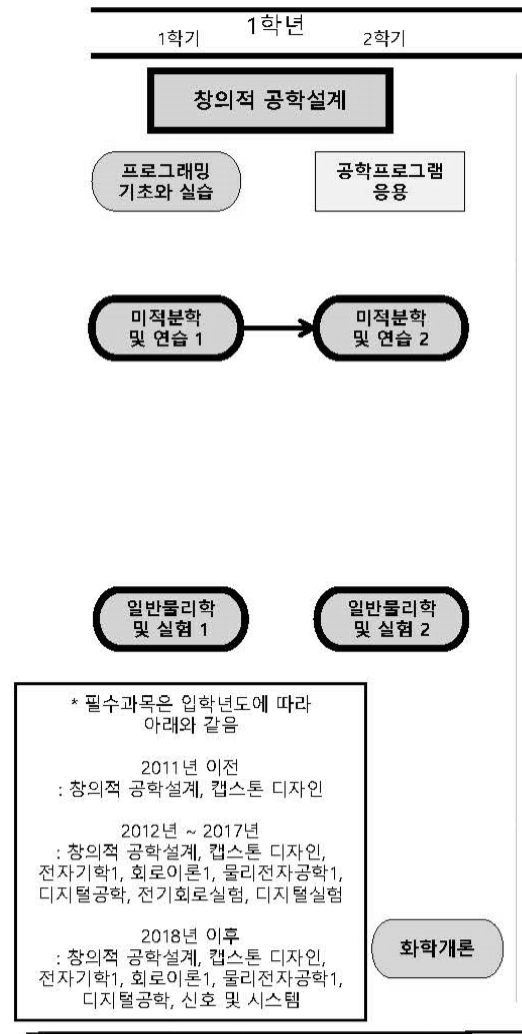 1학년
1학기 2학기
창의적 공학설계
프로그래밍 공학프로그램
기초와 실습 응용
미적분학 미적분학
및 연습 1 및 연습 2
일반물리학 일반물리학
및 실험 1 및 실험 2
* 필수과목은 입학년도에 따라
아래와 같음
2011년 이전
: 창의적 공학설계, 캡스톤 디자인
2012년 ~ 2017년
: 창의적 공학설계, 캡스톤 디자인,
전자기학1, 회로이론1, 물리전자공학1,
디지털공학, 전기회로실험, 디지털실험
2018년 이후
: 창의적 공학설계, 캡스톤 디자인,
전자기학1, 회로이론1, 물리전자공학1,
디지털공학, 신호 및 시스템
화학개론